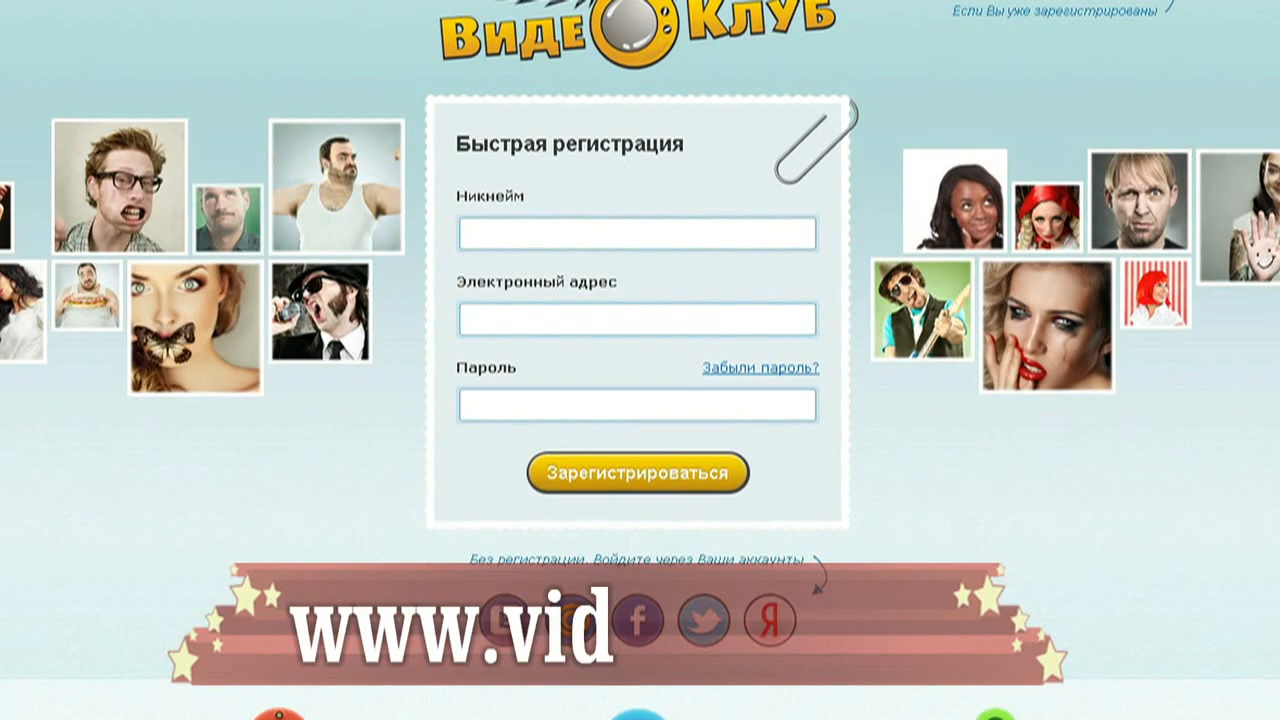 ВидеоКлуб
Если Вы уже зарегистрированы
Быстрая регистрация
Никнейм
Электронный адрес
Пароль
Забыли пароль?
Зарегистрироваться
Без регистрации. Войдите через Ваши аккаунты
www.vid
f
Я